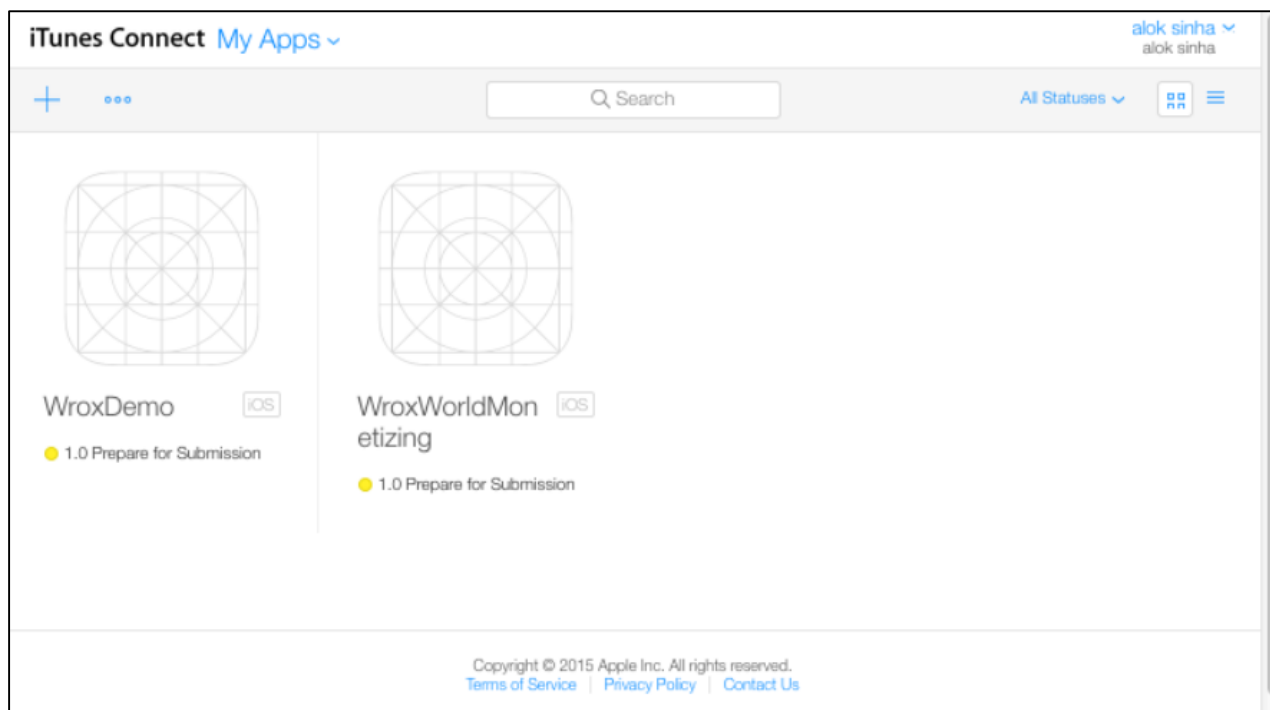 iTunes Connect My Apps
alok sinha
alok sinha
Search
All Statuses
WroxDemo iOS
1.0 Prepare for Submission
WroxWorldMon iOS
etizing
1.0 Prepare for Submission
Copyright © 2015 Apple Inc. All rights reserved.
Terms of Service | Privacy Policy | Contact Us